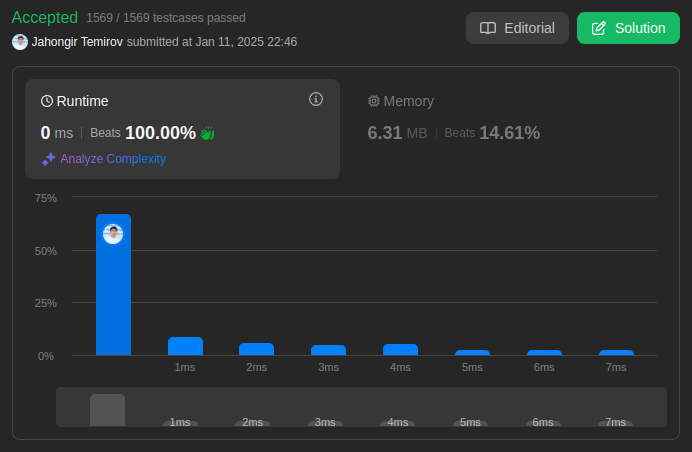 Accepted 1569 / 1569 testcases passed
Jahongir Temirov submitted at Jan 11, 2025 22:46
Editorial
Solution
Runtime
0 ms Beats 100.00%
Analyze Complexity
Memory
6.31 MB Beats 14.61%
75%
50%
25%
0%
1ms 2ms 3ms 4ms 5ms 6ms 7ms
1ms 2ms 3ms 4ms 5ms 6ms 7ms